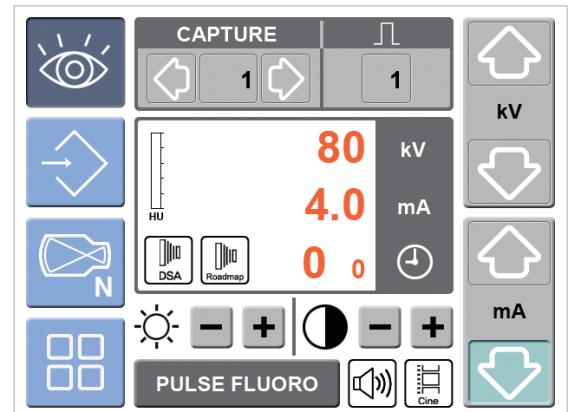 CAPTURE
1
1
kV
80 kV
4.0 mA
HU
0 0
DSA
Roadmap
N
mA
PULSE FLUORO
Cine